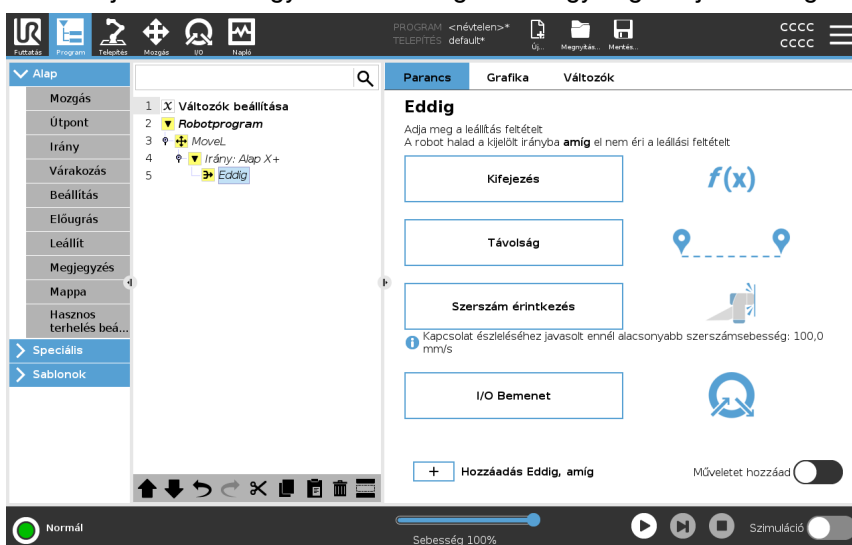 PROGRAM <névtelen>*
TELEPÍTÉS default*
CCCC
CCCC
Futtatás
Program
Telepítés
Mozgás
I/O
Napló
Új...
Megnyitás...
Mentés...
Alap
Mozgás
Útpont
Irány
Várakozás
Beállítás
Előugrás
Leállít
Megjegyzés
Mappa
Hasznos
terhelés beá...
Speciális
Sablonok
1 X Változók beállítása
2 Robotprogram
3 MoveL
4 Irány: Alap X+
5 Eddig
Parancs
Grafika
Változók
Eddig
Adja meg a leállítás feltételt
A robot halad a kijelölt irányba amíg el nem éri a leállási feltételt
Kifejezés
f(x)
Távolság
Szerszám érintkezés
Kapcsolat észleléséhez javasolt ennél alacsonyabb szerszámsebesség: 100,0
mm/s
I/O Bemenet
+ Hozzáadás Eddig, amíg
Műveletet hozzáad
Normál
Sebesség 100%
Szimuláció